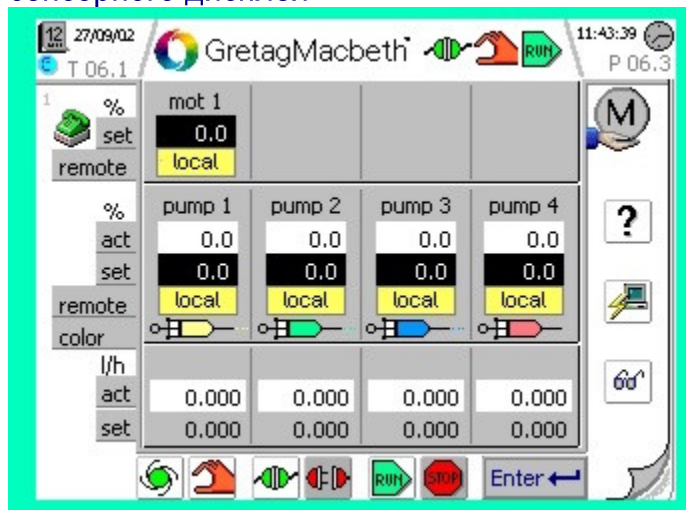 сенсорного дисплея
12 27/09/02 GretagMacbeth RUN 11:43:39
T 06.1 P 06.3
1 % mot 1 M
set 0.0
remote local
% pump 1 pump 2 pump 3 pump 4 ?
act 0.0 0.0 0.0 0.0
set 0.0 0.0 0.0 0.0
remote local local local local
color
l/h
act 0.000 0.000 0.000 0.000
set 0.000 0.000 0.000 0.000
RUN STOP Enter